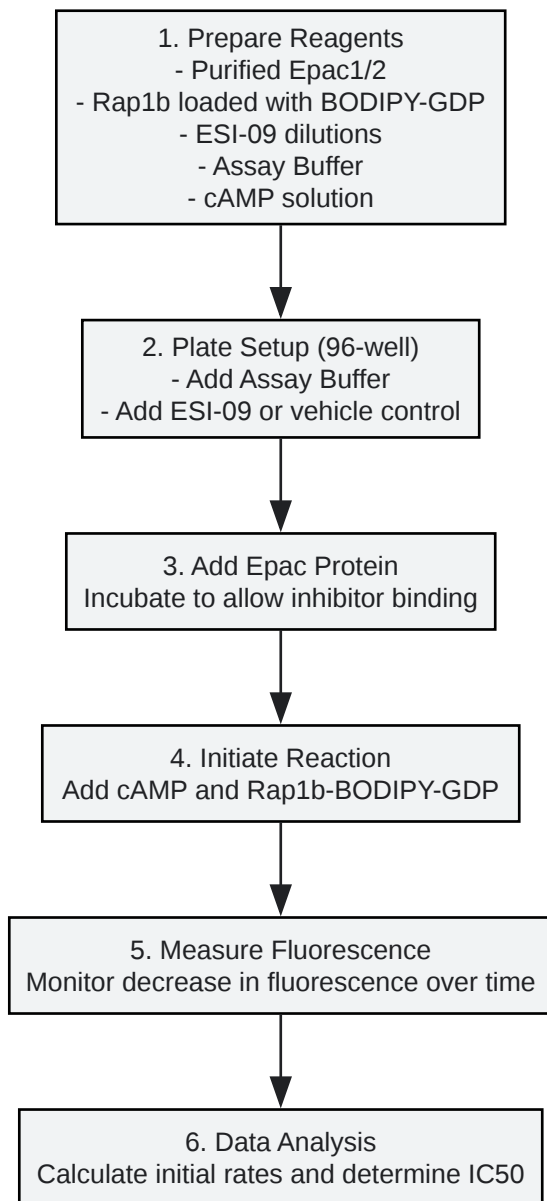 1. Prepare Reagents
- Purified Epac1/2
- Rap1b loaded with BODIPY-GDP
- ESI-09 dilutions
- Assay Buffer
- cAMP solution
2. Plate Setup (96-well)
- Add Assay Buffer
- Add ESI-09 or vehicle control
3. Add Epac Protein
Incubate to allow inhibitor binding
4. Initiate Reaction
Add cAMP and Rap1b-BODIPY-GDP
5. Measure Fluorescence
Monitor decrease in fluorescence over time
6. Data Analysis
Calculate initial rates and determine IC50